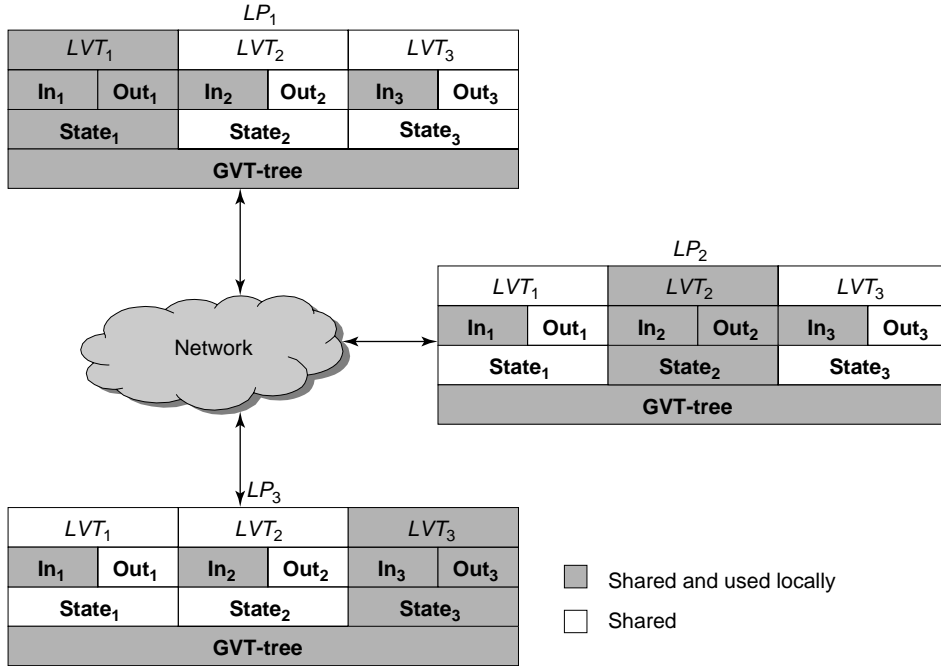 LP1
LVT1 LVT2 LVT3
In1 Out1 In2 Out2 In3 Out3
State1 State2 State3
GVT-tree
LP2
LVT1 LVT2 LVT3
In1 Out1 In2 Out2 In3 Out3
State1 State2 State3
GVT-tree
Network
LP3
LVT1 LVT2 LVT3
In1 Out1 In2 Out2 In3 Out3
State1 State2 State3
GVT-tree
Shared and used locally
Shared